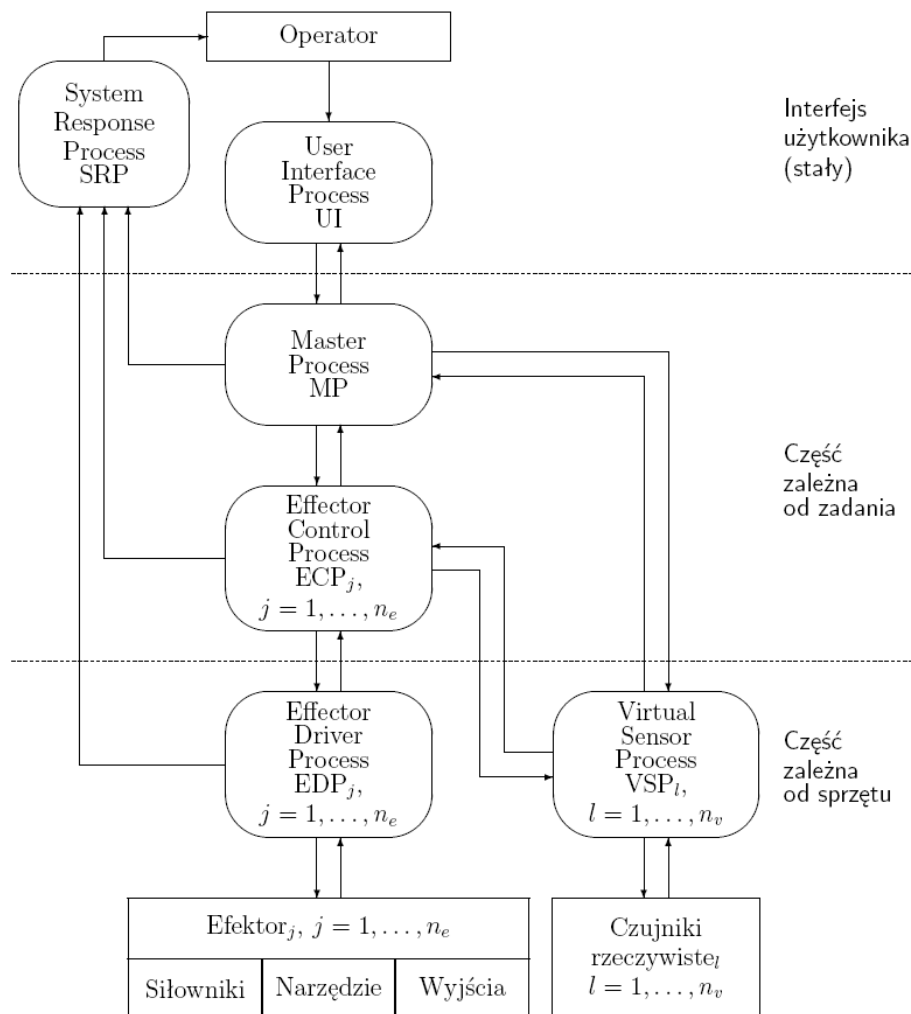 Operator
System
Response
Process
SRP
User
Interface
Process
UI
Interfejs
użytkownika
(stały)
Master
Process
MP
Effector
Control
Process
ECPⱼ,
j = 1, . . . , nₑ
Część
zależna
od zadania
Effector
Driver
Process
EDPⱼ,
j = 1, . . . , nₑ
Virtual
Sensor
Process
VSPₗ,
l = 1, . . . , nᵥ
Część
zależna
od sprzętu
Efektorⱼ, j = 1, . . . , nₑ
Siłowniki
Narzędzie
Wyjścia
Czujniki
rzeczywisteₗ
l = 1, . . . , nᵥ